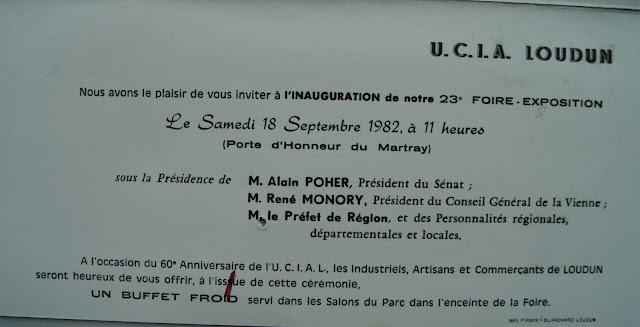 U.C.I.A. LOUDUN
Nous avons le plaisir de vous inviter à l'INAUGURATION de notre 23e FOIRE-EXPOSITION
Le Samedi 18 Septembre 1982, à 11 heures
(Porte d'Honneur du Martray)
sous la Présidence de M. Alain POHER, Président du Sénat ;
M. René MONORY, Président du Conseil Général de la Vienne ;
M. le Préfet de Région, et des Personnalités régionales,
départementales et locales.
A l'occasion du 60e Anniversaire de l'U.C.I.A.L., les Industriels, Artisans et Commerçants de LOUDUN
seront heureux de vous offrir, à l'issue de cette cérémonie,
UN BUFFET FROID servi dans les Salons du Parc dans l'enceinte de la Foire.
IMP. FIRMIN BLANCHARD LOUDUN